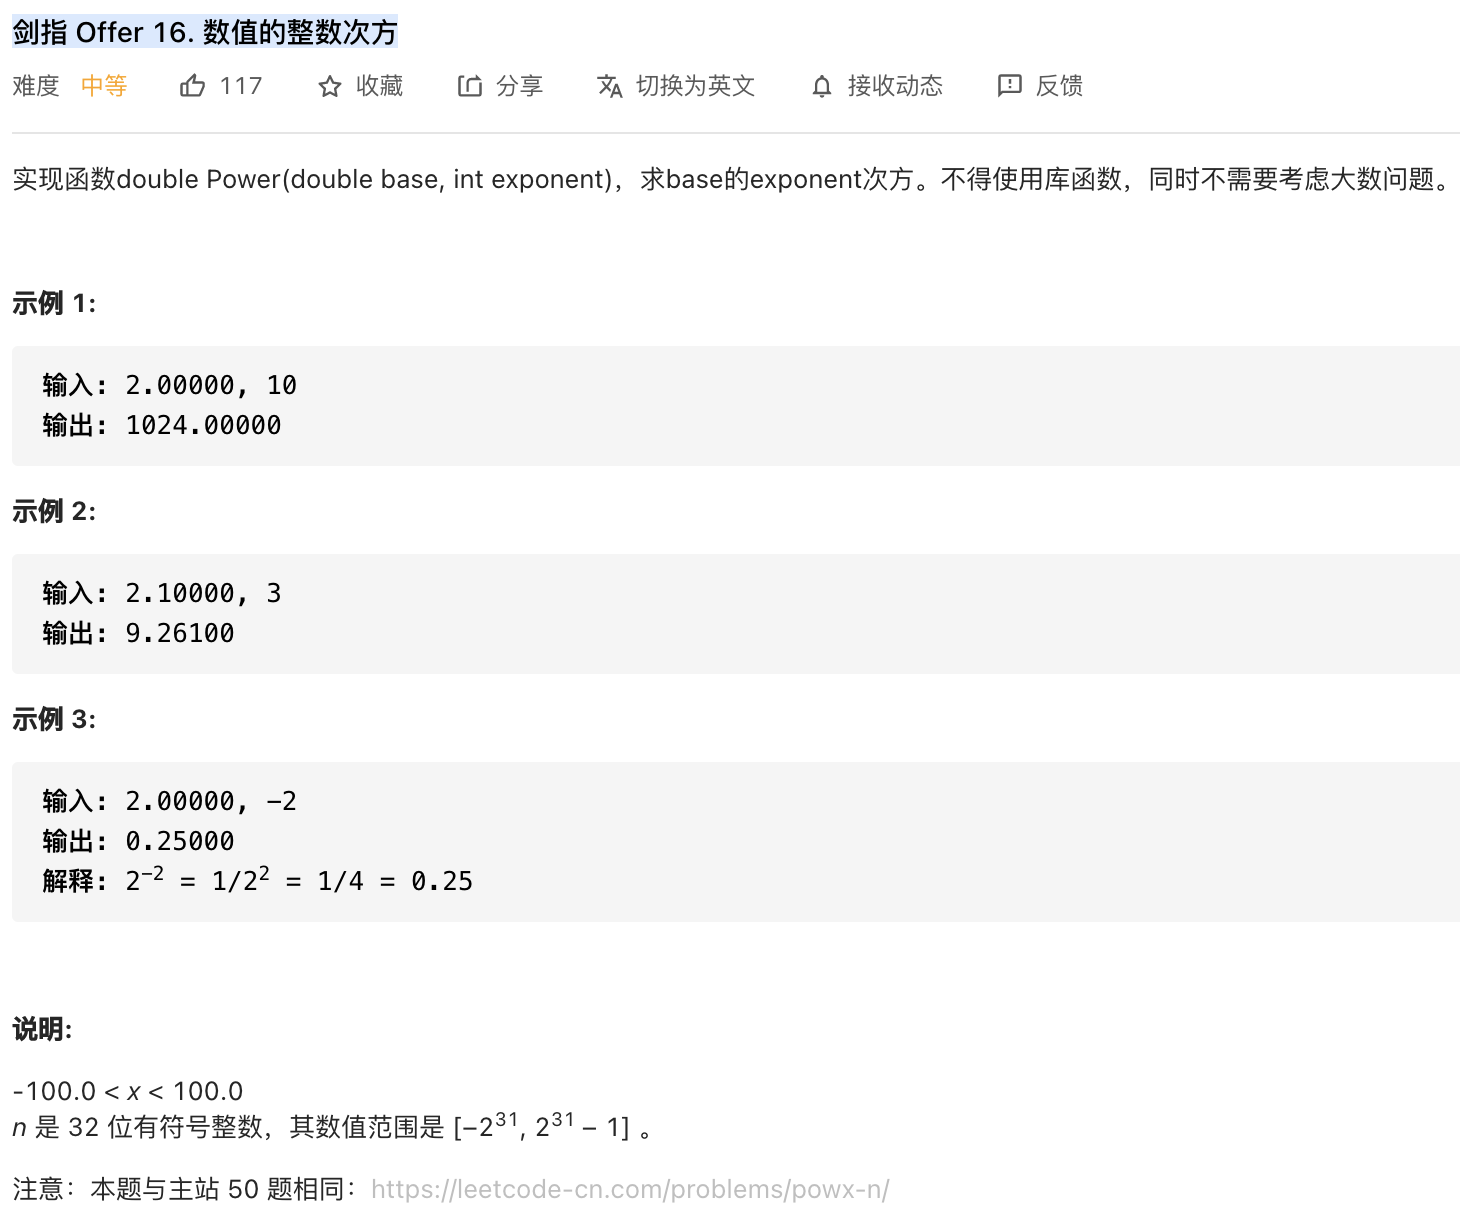 剑指 Offer 16. 数值的整数次方
难度 中等 117 收藏 分享 切换为英文 接收动态 反馈
实现函数double Power(double base, int exponent)，求base的exponent次方。不得使用库函数，同时不需要考虑大数问题。
示例 1:
输入: 2.00000, 10
输出: 1024.00000
示例 2:
输入: 2.10000, 3
输出: 9.26100
示例 3:
输入: 2.00000, -2
输出: 0.25000
解释: 2⁻² = 1/2² = 1/4 = 0.25
说明:
-100.0 < x < 100.0
n 是 32 位有符号整数，其数值范围是 [−2³¹, 2³¹ − 1] 。
注意：本题与主站 50 题相同：https://leetcode-cn.com/problems/powx-n/